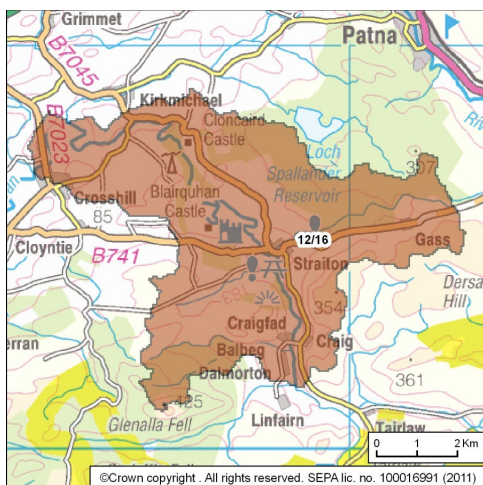 Grimmet
Patna
B7045
Kirkmichael
Cloncaird
Castle
B7023
Loch
Spallander
Reservoir
307
Crosshill
85
Blairquhan
Castle
Cloyntie
B741
12/16
Gass
Straiton
Dersa
Hill
354
Craigfad
Craig
Balbeg
Dalmorton
361
425
Glenalla Fell
Linfairn
Tairlaw
0 1 2 Km
©Crown copyright . All rights reserved. SEPA lic. no. 100016991 (2011)